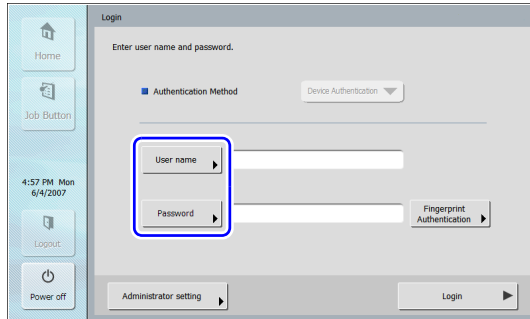 Login
Home
Enter user name and password.
Authentication Method
Device Authentication
Job Button
User name
4:57 PM Mon
6/4/2007
Password
Fingerprint
Authentication
Logout
Power off
Administrator setting
Login